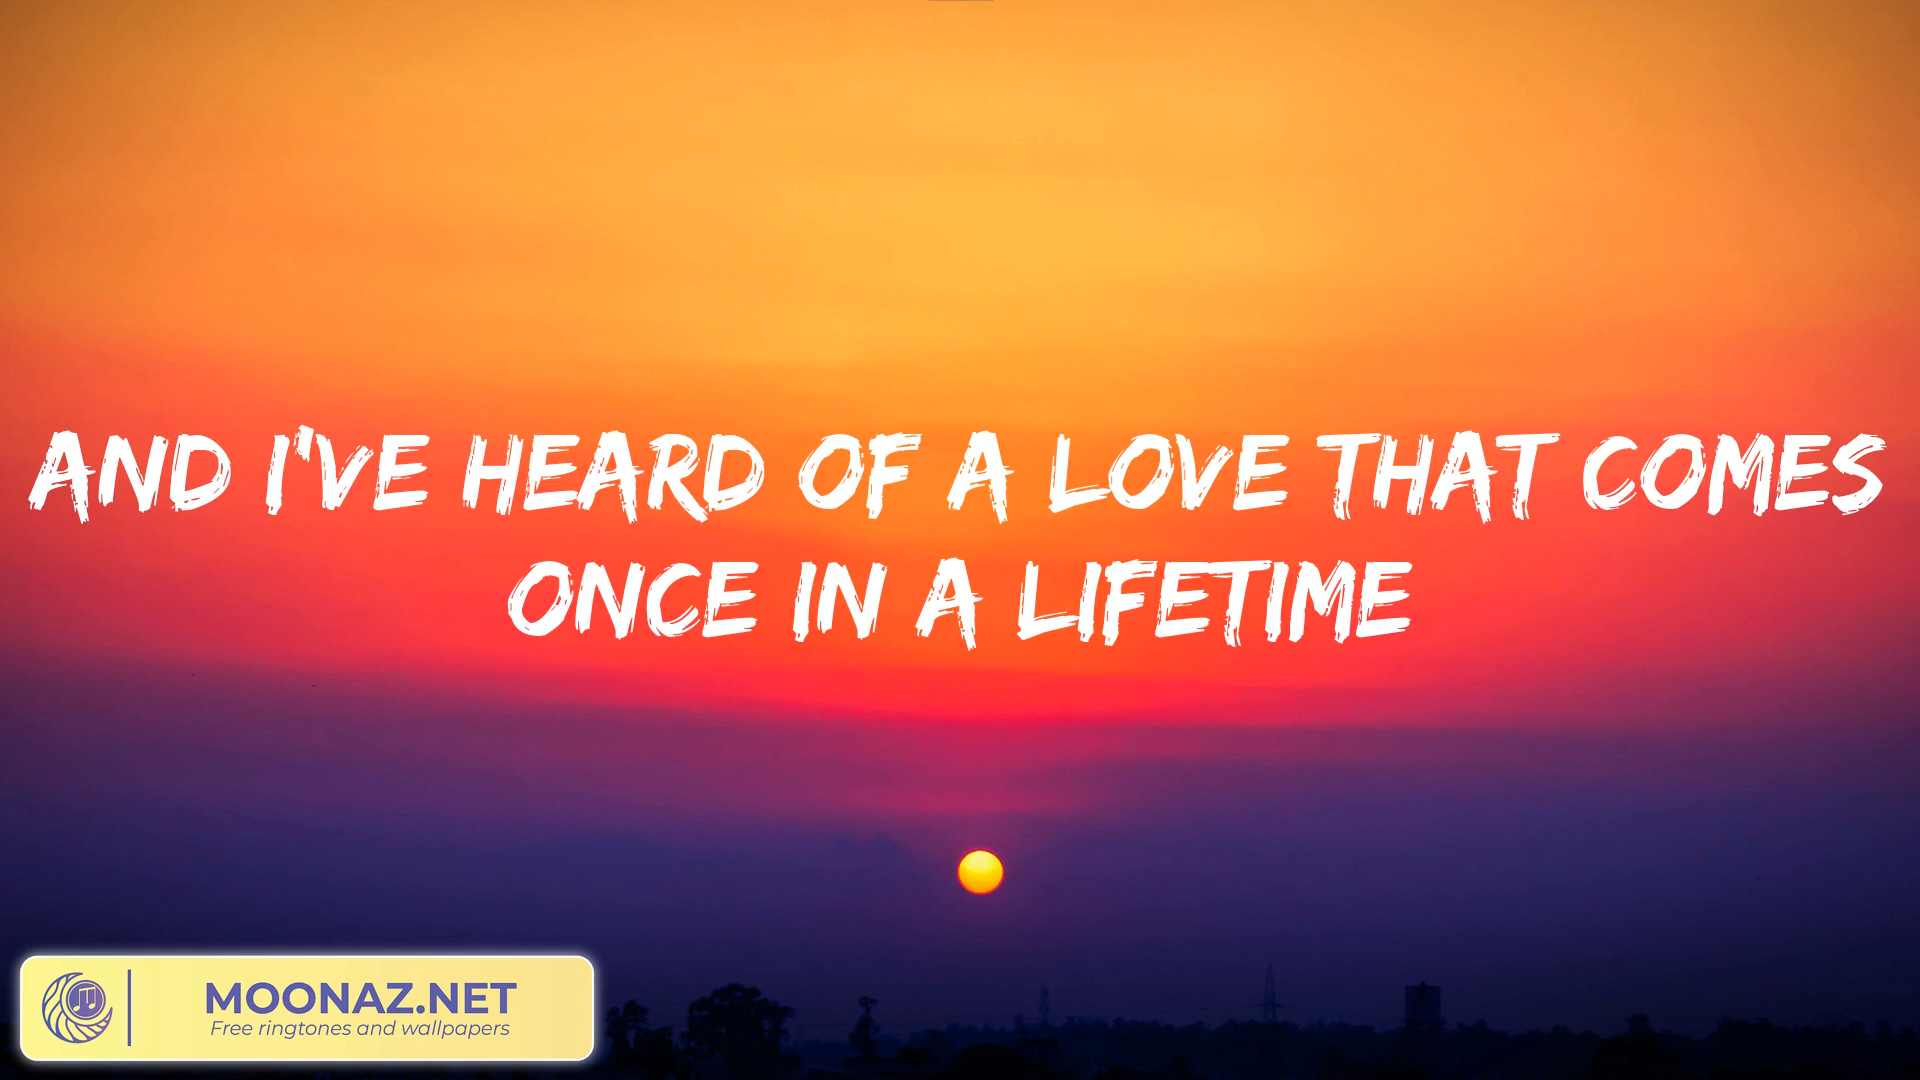 AND I'VE HEARD OF A LOVE THAT COMES
ONCE IN A LIFETIME
MOONAZ.NET
Free ringtones and wallpapers